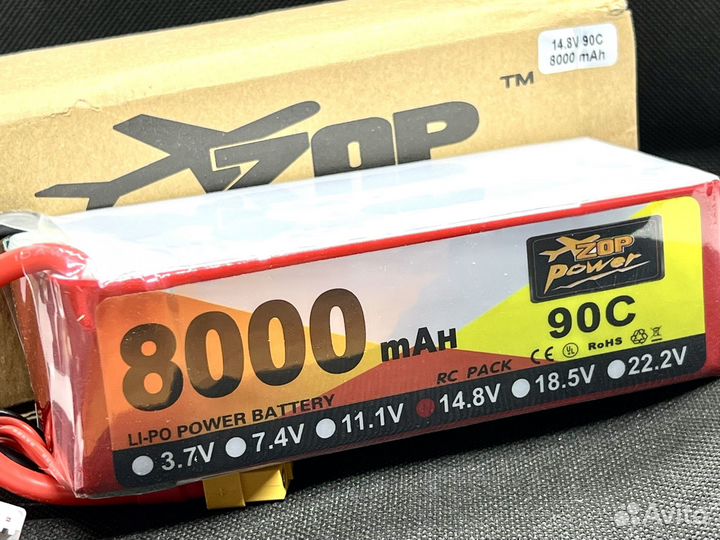 14.8V 90C
8000 mAh
TM
ZOP
ZOP
Power
90C
8000 mAH
CE UL RoHS
RC PACK
LI-PO POWER BATTERY
3.7V 7.4V 11.1V 14.8V 18.5V 22.2V
Avito